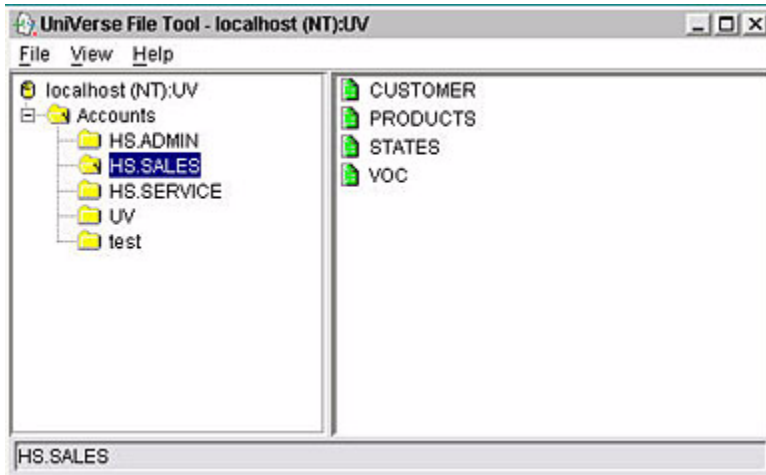 UniVerse File Tool - localhost (NT):UV
File View Help
localhost (NT):UV
Accounts
HS.ADMIN
HS.SALES
HS.SERVICE
UV
test
CUSTOMER
PRODUCTS
STATES
VOC
HS.SALES